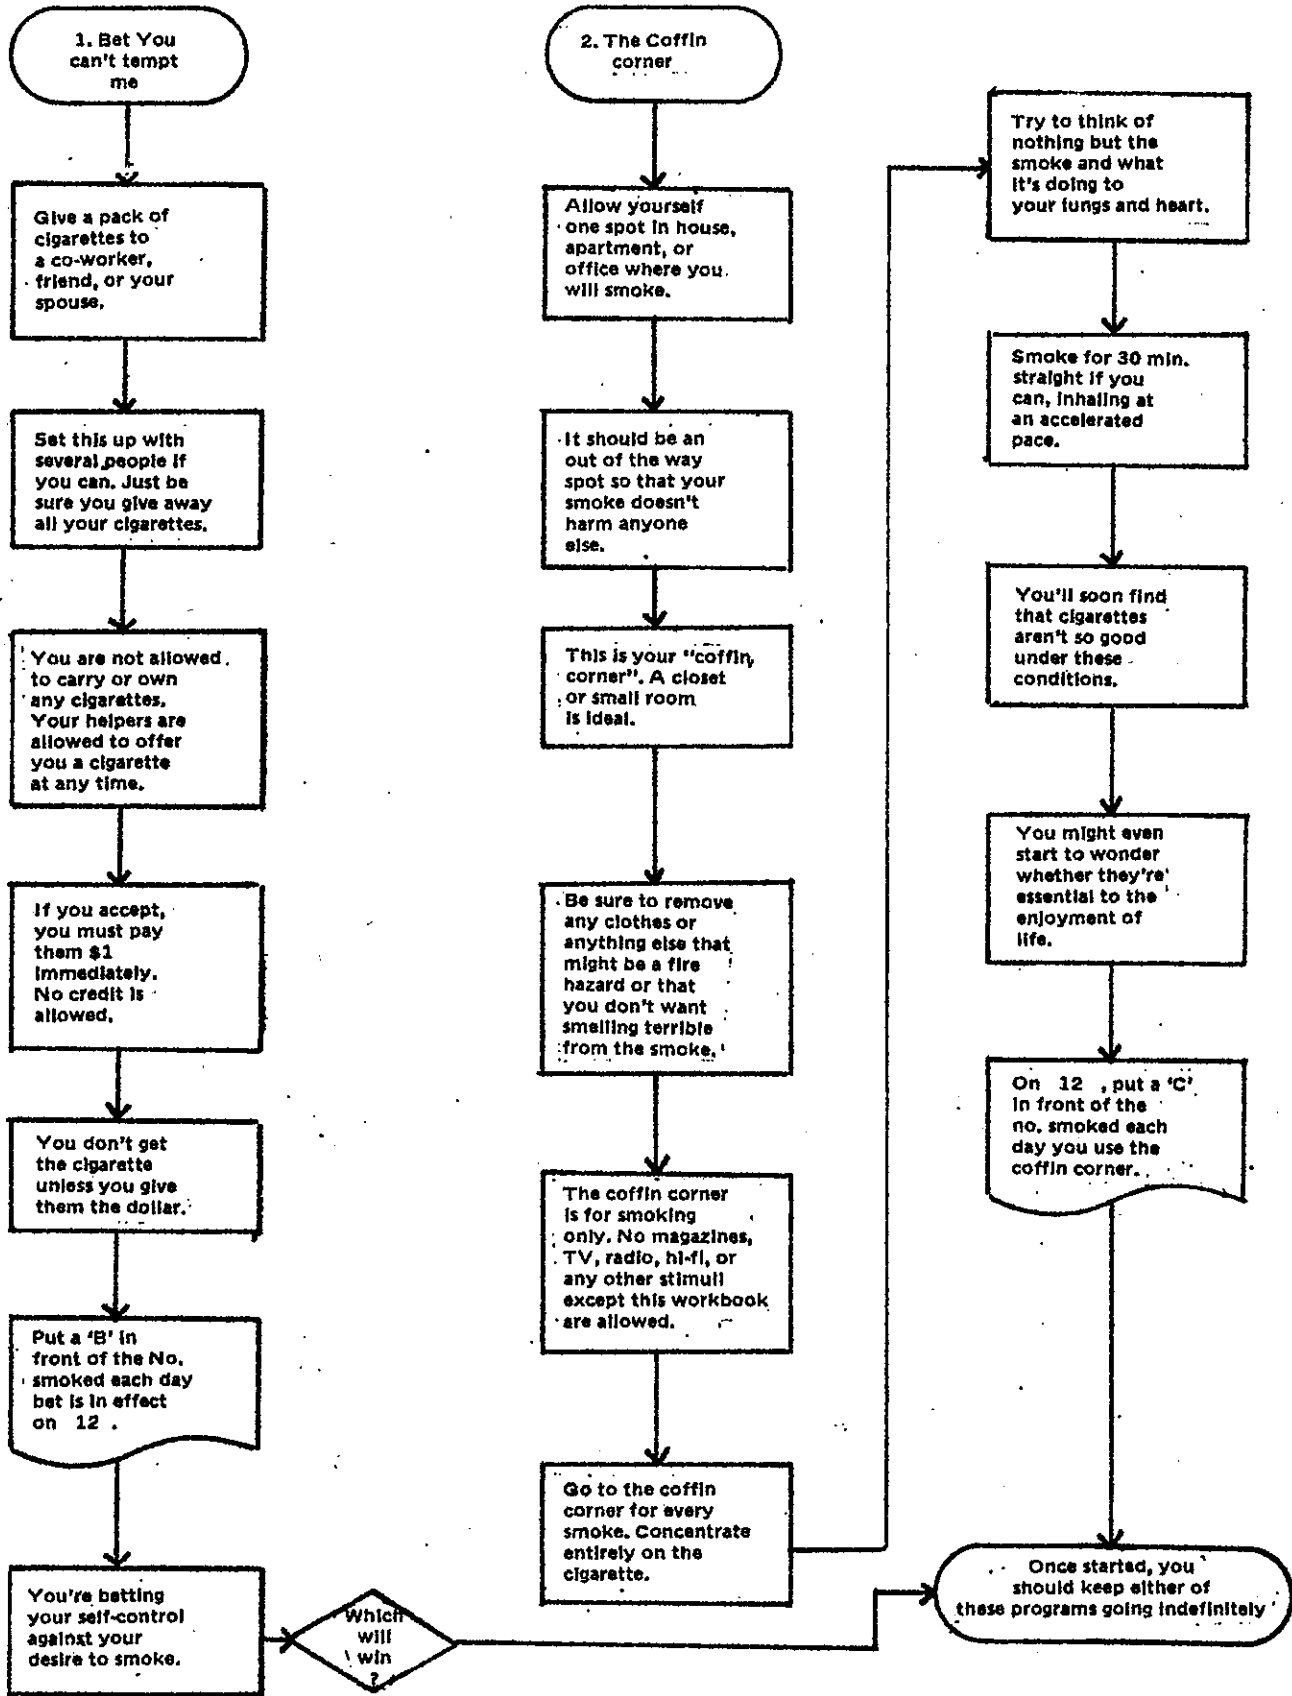 1. Bet You
can't tempt
me
Give a pack of
cigarettes to
a co-worker,
friend, or your
spouse.
Set this up with
several people if
you can. Just be
sure you give away
all your cigarettes.
You are not allowed
to carry or own
any cigarettes.
Your helpers are
allowed to offer
you a cigarette
at any time.
If you accept,
you must pay
them $1
immediately.
No credit is
allowed.
You don't get
the cigarette
unless you give
them the dollar.
Put a 'B' in
front of the No.
smoked each day
bet is in effect
on 12 .
You're betting
your self-control
against your
desire to smoke.
Which
will
win
?
2. The Coffin
corner
Allow yourself
one spot in house,
apartment, or
office where you
will smoke.
It should be an
out of the way
spot so that your
smoke doesn't
harm anyone
else.
This is your "coffin
corner". A closet
or small room
is ideal.
Be sure to remove
any clothes or
anything else that
might be a fire
hazard or that
you don't want
smelling terrible
from the smoke.
The coffin corner
is for smoking
only. No magazines,
TV, radio, hi-fi, or
any other stimuli
except this workbook
are allowed.
Go to the coffin
corner for every
smoke. Concentrate
entirely on the
cigarette.
Try to think of
nothing but the
smoke and what
it's doing to
your lungs and heart.
Smoke for 30 min.
straight if you
can, inhaling at
an accelerated
pace.
You'll soon find
that cigarettes
aren't so good
under these
conditions.
You might even
start to wonder
whether they're
essential to the
enjoyment of
life.
On 12 , put a 'C'
in front of the
no. smoked each
day you use the
coffin corner.
Once started, you
should keep either of
these programs going indefinitely